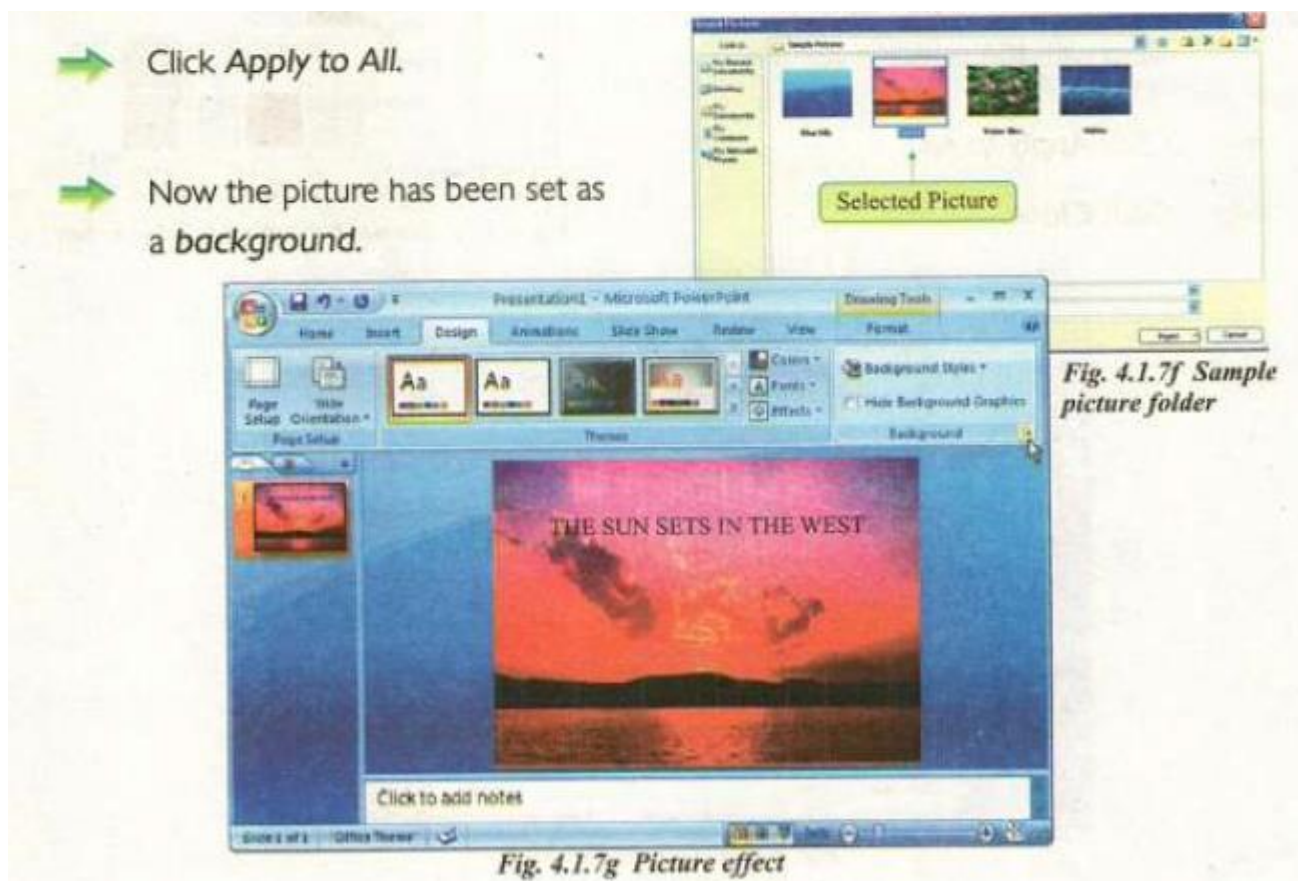 Click Apply to All.
Now the picture has been set as
a background.
Sample Pictures
Selected Picture
Fig. 4.1.7f Sample
picture folder
Presentation1 - Microsoft PowerPoint
Drawing Tools
Home Insert Design Animations Slide Show Review View Format
Page Setup
Slide Orientation
Aa
Aa
Colors
Fonts
Effects
Background Styles
Hide Background Graphics
Page Setup
Themes
Background
THE SUN SETS IN THE WEST
Click to add notes
Slide 1 of 1 "Office Theme"
Fig. 4.1.7g Picture effect